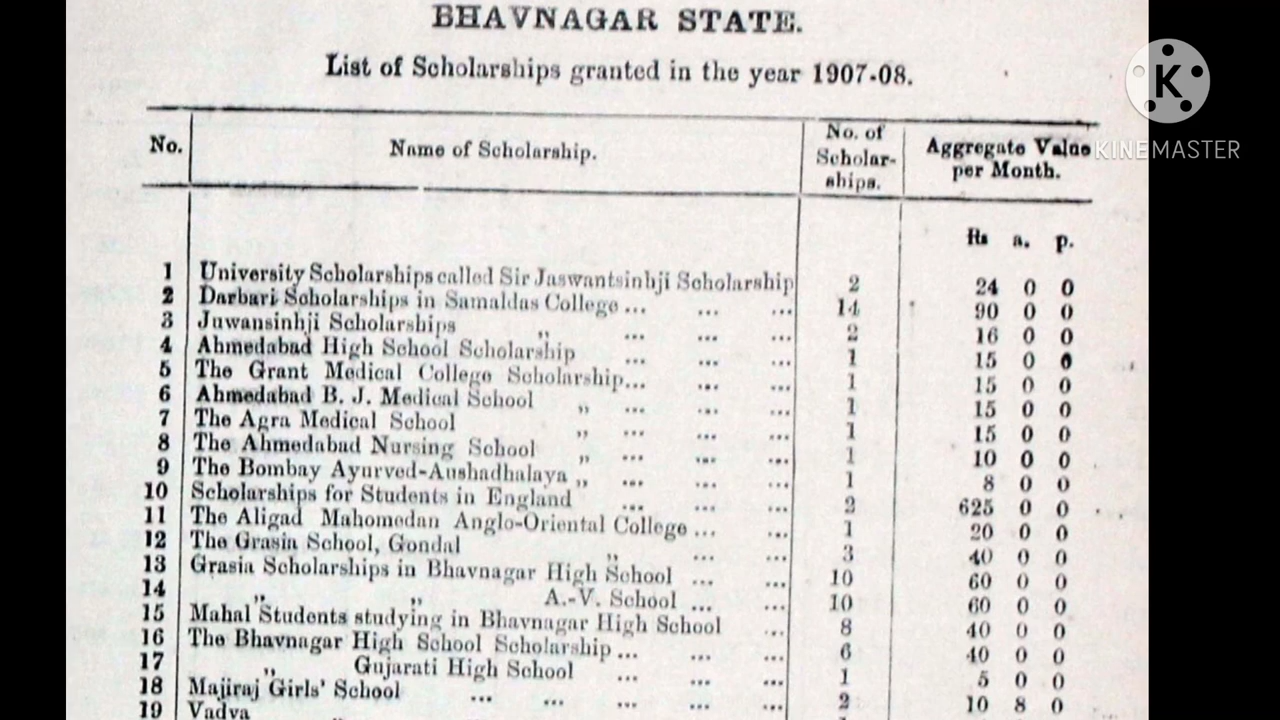 BHAVNAGAR STATE.
List of Scholarships granted in the year 1907-08.
No. Name of Scholarship. No. of Scholar-ships. Aggregate Value per Month.
Rs a. p.
1 University Scholarships called Sir Jaswantsinhji Scholarship 2 24 0 0
2 Darbari Scholarships in Samaldas College ... ... ... 14 90 0 0
3 Juwansinhji Scholarships „ ... ... ... 2 16 0 0
4 Ahmedabad High School Scholarship ... ... ... 1 15 0 0
5 The Grant Medical College Scholarship... ... ... 1 15 0 0
6 Ahmedabad B. J. Medical School „ ... ... ... 1 15 0 0
7 The Agra Medical School „ ... ... ... 1 15 0 0
8 The Ahmedabad Nursing School „ ... ... ... 1 10 0 0
9 The Bombay Ayurved-Aushadhalaya „ ... ... ... 1 8 0 0
10 Scholarships for Students in England ... ... ... 2 625 0 0
11 The Aligad Mahomedan Anglo-Oriental College ... ... 1 20 0 0
12 The Grasia School, Gondal „ ... ... 3 40 0 0
13 Grasia Scholarships in Bhavnagar High School ... ... 10 60 0 0
14 „ „ A.-V. School ... ... 10 60 0 0
15 Mahal Students studying in Bhavnagar High School ... 8 40 0 0
16 The Bhavnagar High School Scholarship ... ... ... 6 40 0 0
17 „ Gujarati High School ... ... ... 1 5 0 0
18 Majiraj Girls' School ... ... ... ... ... 2 10 8 0
19 Vadva
K
KINEMASTER